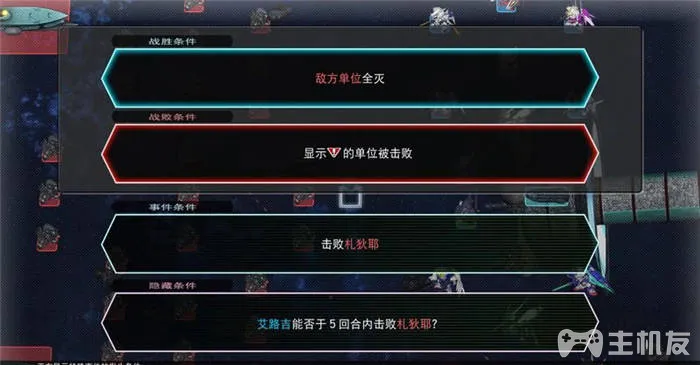 战胜条件
敌方单位全灭
战败条件
显示的单位被击败
事件条件
击败札狄耶
隐藏条件
艾路吉能否于5回合内击败札狄耶?
主机友